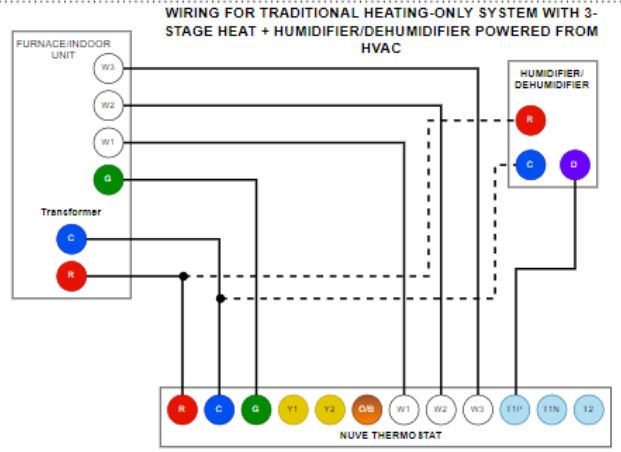 WIRING FOR TRADITIONAL HEATING-ONLY SYSTEM WITH 3-
STAGE HEAT + HUMIDIFIER/DEHUMIDIFIER POWERED FROM
HVAC
FURNACE/INDOOR
UNIT
W3
W2
W1
G
Transformer
C
R
HUMIDIFIER/
DEHUMIDIFIER
R
C
D
R
C
G
Y1
Y2
O/B
W1
W2
W3
T1P
T1N
T2
NUVE THERMOSTAT